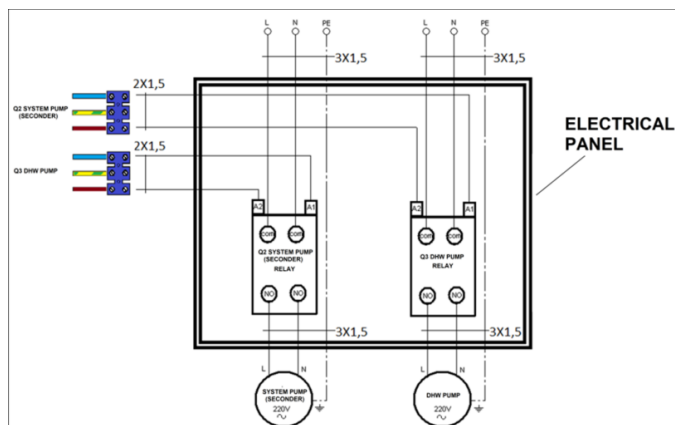 L N PE L N PE
3X1,5 3X1,5
2X1,5
Q2 SYSTEM PUMP
(SECONDER)
2X1,5
Q3 DHW PUMP
ELECTRICAL
PANEL
A2 A1 A2 A1
com com com com
Q2 SYSTEM PUMP
(SECONDER)
RELAY
Q3 DHW PUMP
RELAY
NO NO NO NO
3X1,5 3X1,5
L N L N
SYSTEM PUMP
(SECONDER)
220V
DHW PUMP
220V